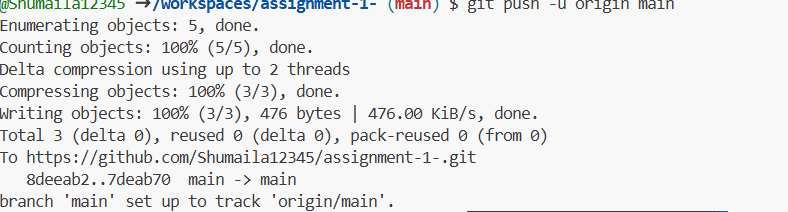 @Shumaila12345 →/workspaces/assignment-1- (main) $ git push -u origin main
Enumerating objects: 5, done.
Counting objects: 100% (5/5), done.
Delta compression using up to 2 threads
Compressing objects: 100% (3/3), done.
Writing objects: 100% (3/3), 476 bytes | 476.00 KiB/s, done.
Total 3 (delta 0), reused 0 (delta 0), pack-reused 0 (from 0)
To https://github.com/Shumaila12345/assignment-1-.git
   8deeab2..7deab70  main -> main
branch 'main' set up to track 'origin/main'.